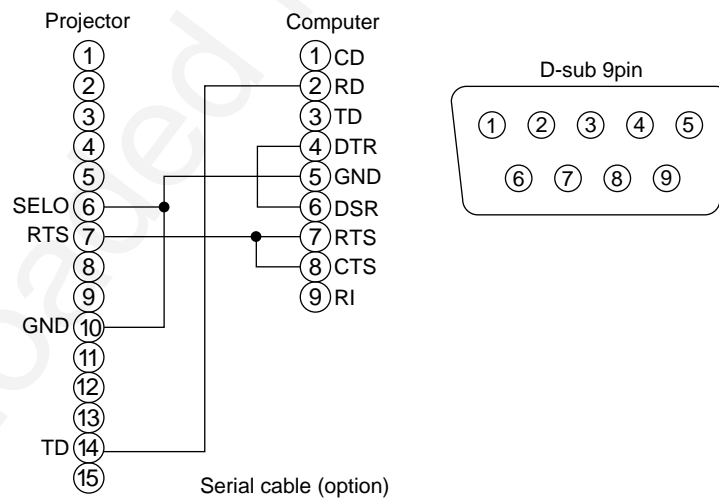 Projector
1
2
3
4
5
SELO 6
RTS 7
8
9
GND 10
11
12
13
TD 14
15
Computer
1 CD
2 RD
3 TD
4 DTR
5 GND
6 DSR
7 RTS
8 CTS
9 RI
Serial cable (option)
D-sub 9pin
1 2 3 4 5
6 7 8 9